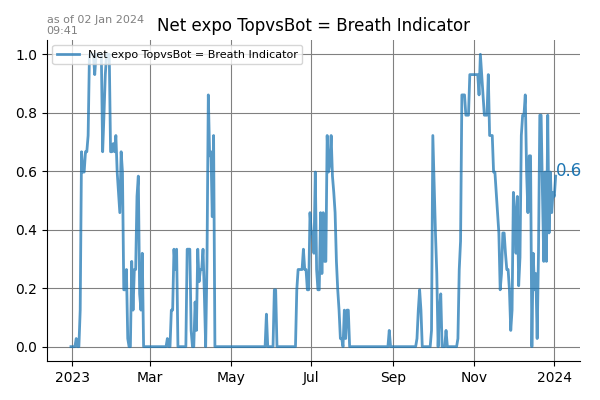 as of 02 Jan 2024
09:41
Net expo TopvsBot = Breath Indicator
Net expo TopvsBot = Breath Indicator
1.0
0.8
0.6
0.6
0.4
0.2
0.0
2023 Mar May Jul Sep Nov 2024